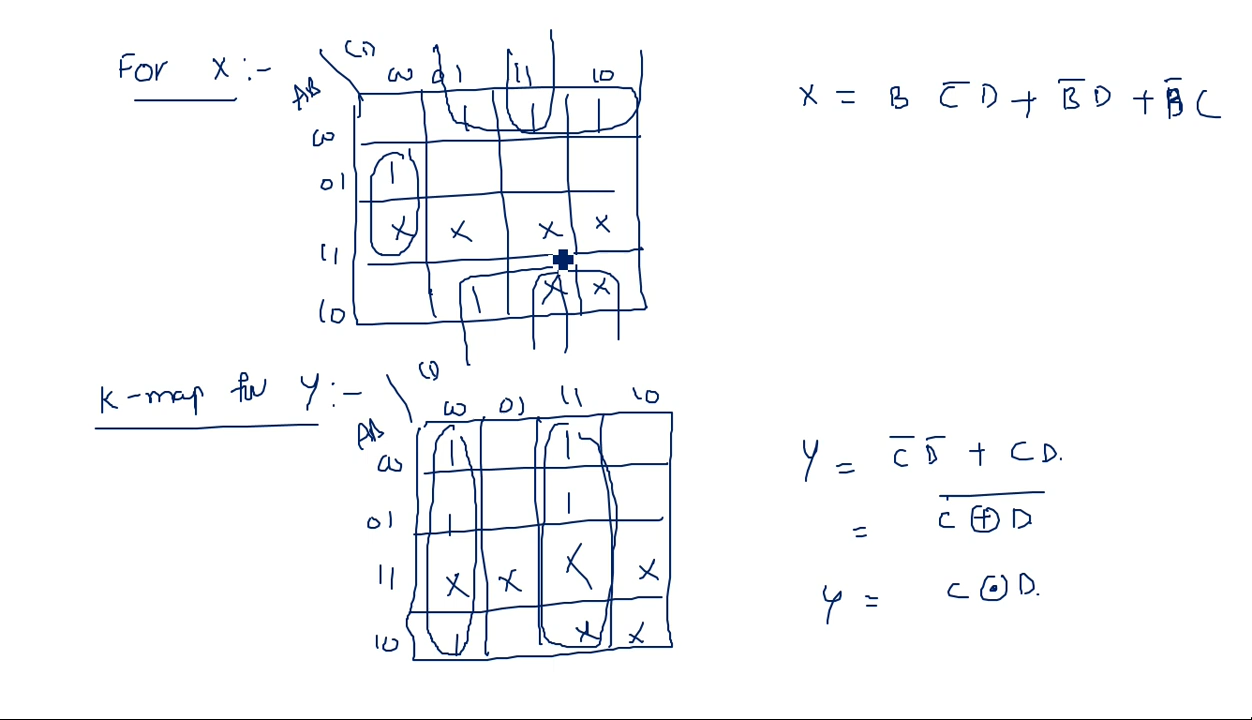 For X :-
CD
AB
00 01 11 10
00 1 1 1
01 1
11 X X X X
10 1 X X
X = B C̅ D + B̅ D + B̅ C
K-map for Y :-
CD
AB
00 01 11 10
00 1 1
01 1 1
11 X X X X
10 1 X X
Y = C̅ D̅ + C D.
= \overline{C ⊕ D}
Y = C ⊙ D.